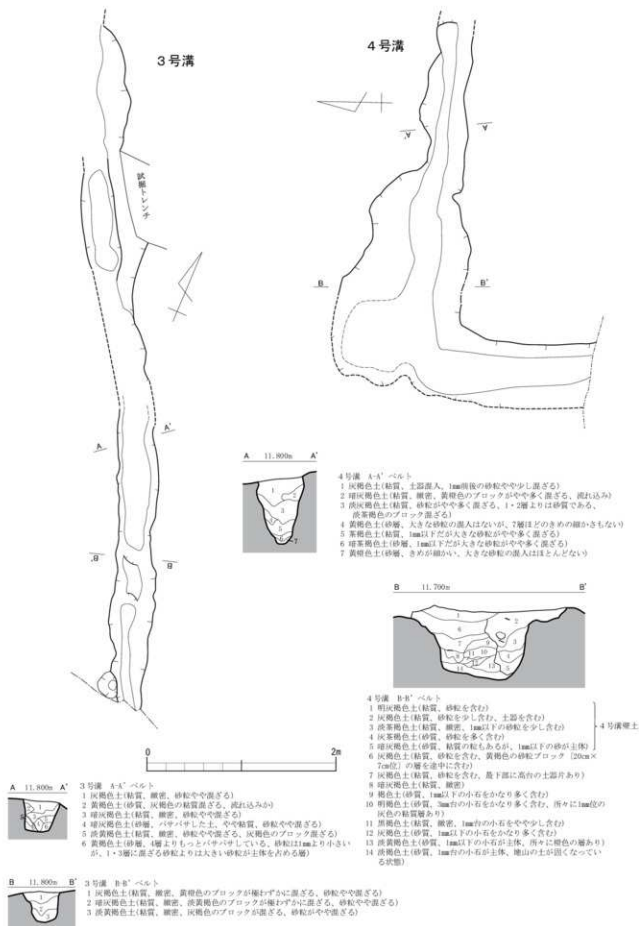 3号溝
4号溝
試掘トレンチ
A'
A
B
B'
A
A'
B
B'
A 11.800m A'
4号溝 A-A' ベルト
1 灰褐色土(粘質、土器混入、1mm前後の砂粒やや少し混ざる)
2 暗灰褐色土(粘質、緻密、黄橙色のブロックがやや多く混ざる、流れ込み)
3 淡灰褐色土(粘質、砂粒がやや多く混ざる、1・2層よりは砂質である、
淡茶褐色のブロック混ざる)
4 黄褐色土(砂層、大きな砂粒の混入はないが、7層ほどのきめの細かさもない)
5 茶褐色土(粘質、1mm以下だが大きな砂粒がやや多く混ざる)
6 暗茶褐色土(砂層、1mm以下だが大きな砂粒がやや多く混ざる)
7 黄橙色土(砂層、きめが細かい、大きな砂粒の混入はほとんどない)
B 11.700m B'
1
2
3
4
5
6
7
8
9
10
11
12
13
14
4号溝 B-B' ベルト
1 明灰褐色土(粘質、砂粒を含む)
2 灰褐色土(粘質、砂粒を少し含む、土器を含む)
3 淡茶褐色土(粘質、緻密、1mm以下の砂粒を少し含む)
4 灰茶褐色土(粘質、砂粒を多く含む)
5 暗灰褐色土(砂質、粘質の粒もあるが、1mm以下の砂が主体)
4号溝壁土
6 灰褐色土(粘質、砂粒を含む、黄褐色の砂粒ブロック〔20cm×
7cm位〕の層を途中に含む)
7 灰褐色土(粘質、砂粒を含む、最下部に高台の土器片あり)
8 暗灰褐色土(粘質、緻密)
9 褐色土(砂質、1mm以下の小石をかなり多く含む)
10 明褐色土(砂質、3mm台の小石をかなり多く含む、所々に1mm位の
灰色の粘質層あり)
11 黒褐色土(粘質、緻密、1mm台の小石をやや少し含む)
12 灰褐色土(砂質、1mm以下の小石をかなり多く含む)
13 淡黄褐色土(砂質、1mm以下の小石が主体、所々に橙色の層あり)
14 淡橙色土(砂質、1mm台の小石が主体、地山の土が固くなってい
る状態)
0 2m
A 11.800m A'
3号溝 A-A' ベルト
1 灰褐色土(粘質、緻密、砂粒やや混ざる)
2 黄褐色土(砂質、灰褐色の粘質混ざる、流れ込みか)
3 暗褐色土(粘質、緻密、砂粒やや混ざる)
4 暗灰褐色土(砂層、バサバサした土、やや粘質、砂粒やや混ざる)
5 淡黄褐色土(粘質、緻密、砂粒やや混ざる、灰褐色のブロック混ざる)
6 黄褐色土(砂層、4層よりもっとバサバサしている、砂粒は1mmより小さい
が、1・3層に混ざる砂粒よりは大きい砂粒が主体を占める層)
B 11.800m B'
3号溝 B-B' ベルト
1 灰褐色土(粘質、緻密、黄橙色のブロックが極わずかに混ざる、砂粒やや混ざる)
2 暗灰褐色土(粘質、緻密、淡黄褐色のブロックが極わずかに混ざる、砂粒やや混ざる)
3 淡黄褐色土(粘質、緻密、灰褐色のブロックが混ざる、砂粒がやや混ざる)